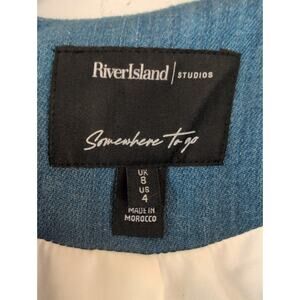 RiverIsland | STUDIOS
Somewhere to go
UK
8
US
4
MADE IN
MOROCCO